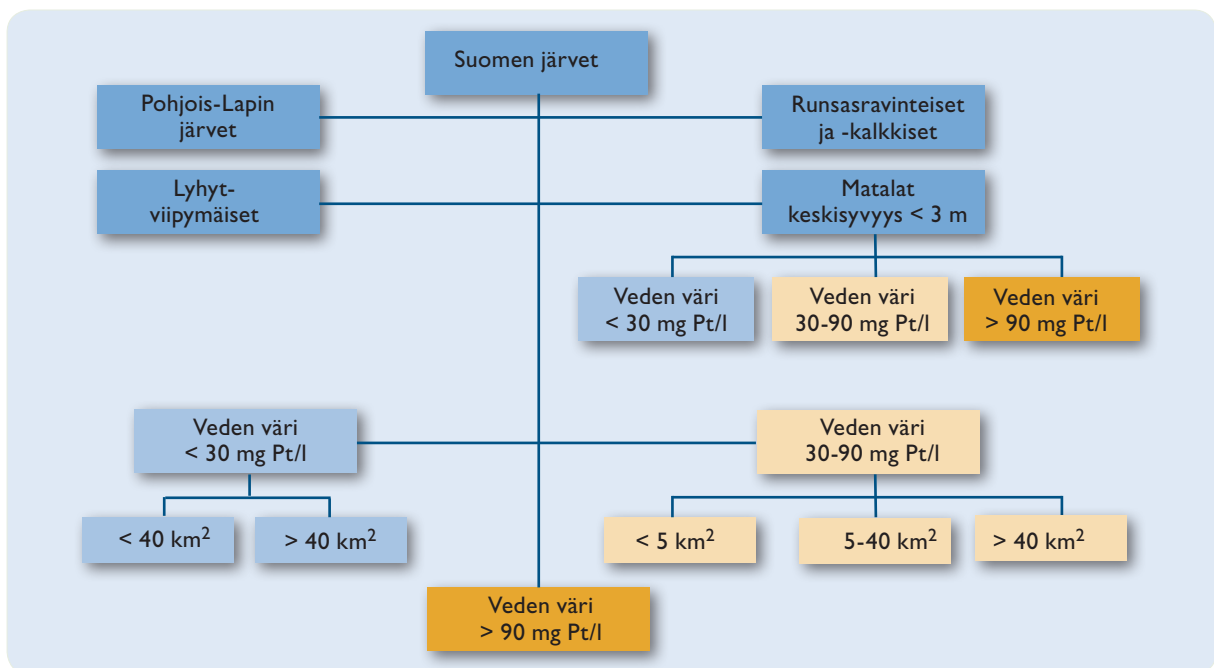 Suomen järvet
Pohjois-Lapin
järvet
Runsasravinteiset
ja -kalkkiset
Lyhyt-
viipymäiset
Matalat
keskisyvyys < 3 m
Veden väri
< 30 mg Pt/l
Veden väri
30-90 mg Pt/l
Veden väri
> 90 mg Pt/l
Veden väri
< 30 mg Pt/l
Veden väri
30-90 mg Pt/l
< 40 km²
> 40 km²
< 5 km²
5-40 km²
> 40 km²
Veden väri
> 90 mg Pt/l